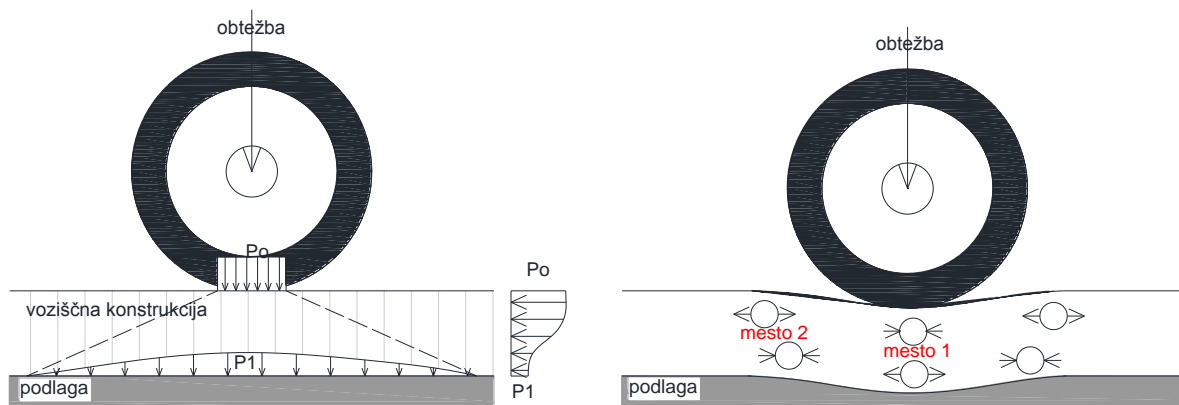 obtežba
Po
voziščna konstrukcija
P1
podlaga
Po
P1
obtežba
mesto 2
mesto 1
podlaga